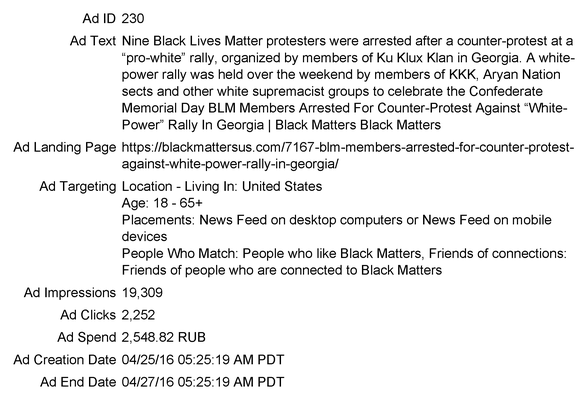 Ad ID 230
Ad Text Nine Black Lives Matter protesters were arrested after a counter-protest at a
“pro-white” rally, organized by members of Ku Klux Klan in Georgia. A white-
power rally was held over the weekend by members of KKK, Aryan Nation
sects and other white supremacist groups to celebrate the Confederate
Memorial Day BLM Members Arrested For Counter-Protest Against “White-
Power” Rally In Georgia | Black Matters Black Matters
Ad Landing Page https://blackmattersus.com/7167-blm-members-arrested-for-counter-protest-
against-white-power-rally-in-georgia/
Ad Targeting Location - Living In: United States
Age: 18 - 65+
Placements: News Feed on desktop computers or News Feed on mobile
devices
People Who Match: People who like Black Matters, Friends of connections:
Friends of people who are connected to Black Matters
Ad Impressions 19,309
Ad Clicks 2,252
Ad Spend 2,548.82 RUB
Ad Creation Date 04/25/16 05:25:19 AM PDT
Ad End Date 04/27/16 05:25:19 AM PDT